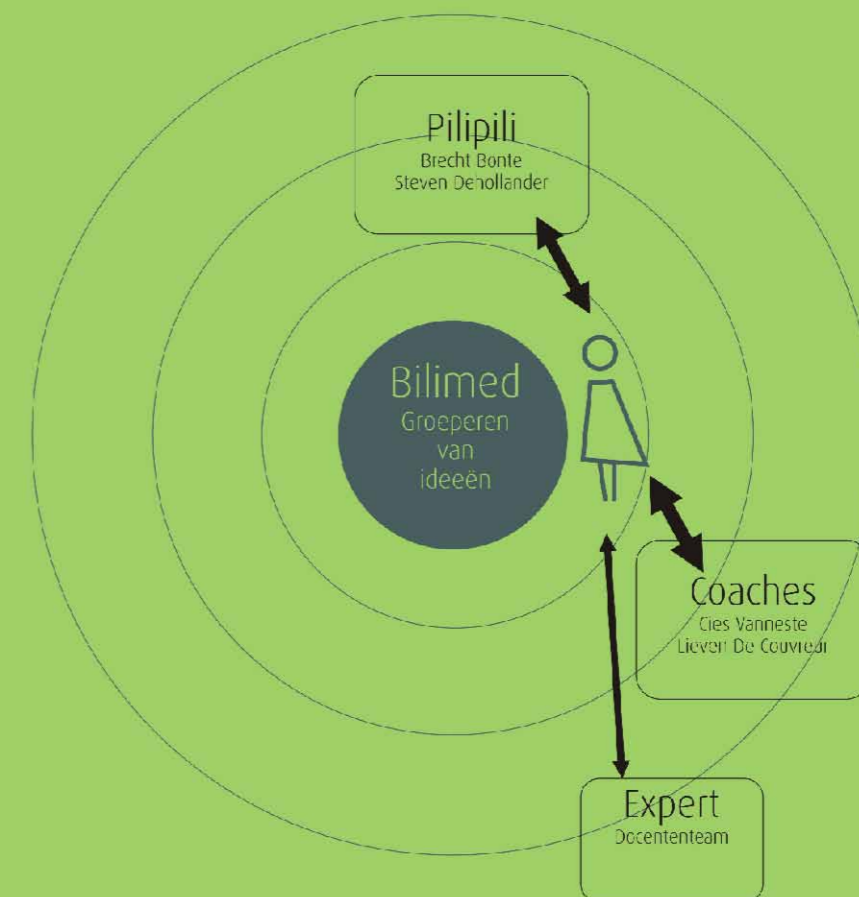 Pilipili
Brecht Bonte
Steven Dehollander
Bilimed
Groeperen
van
ideeën
Coaches
Cies Vanneste
Lieven De Couvreur
Expert
Docententeam